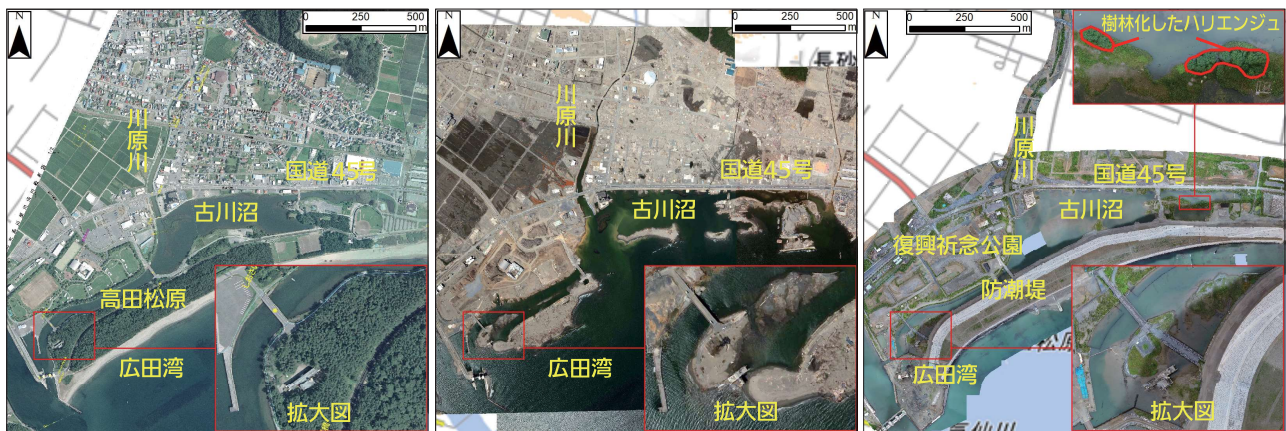 N
0 250 500
m
川原川
国道45号
古川沼
高田松原
広田湾
拡大図
N
0 250 500
m
長砂
川原川
国道45号
古川沼
広田湾
拡大図
N
0 250 500
m
樹林化したハリエンジュ
川原川
国道45号
古川沼
復興祈念公園
防潮堤
広田湾
拡大図